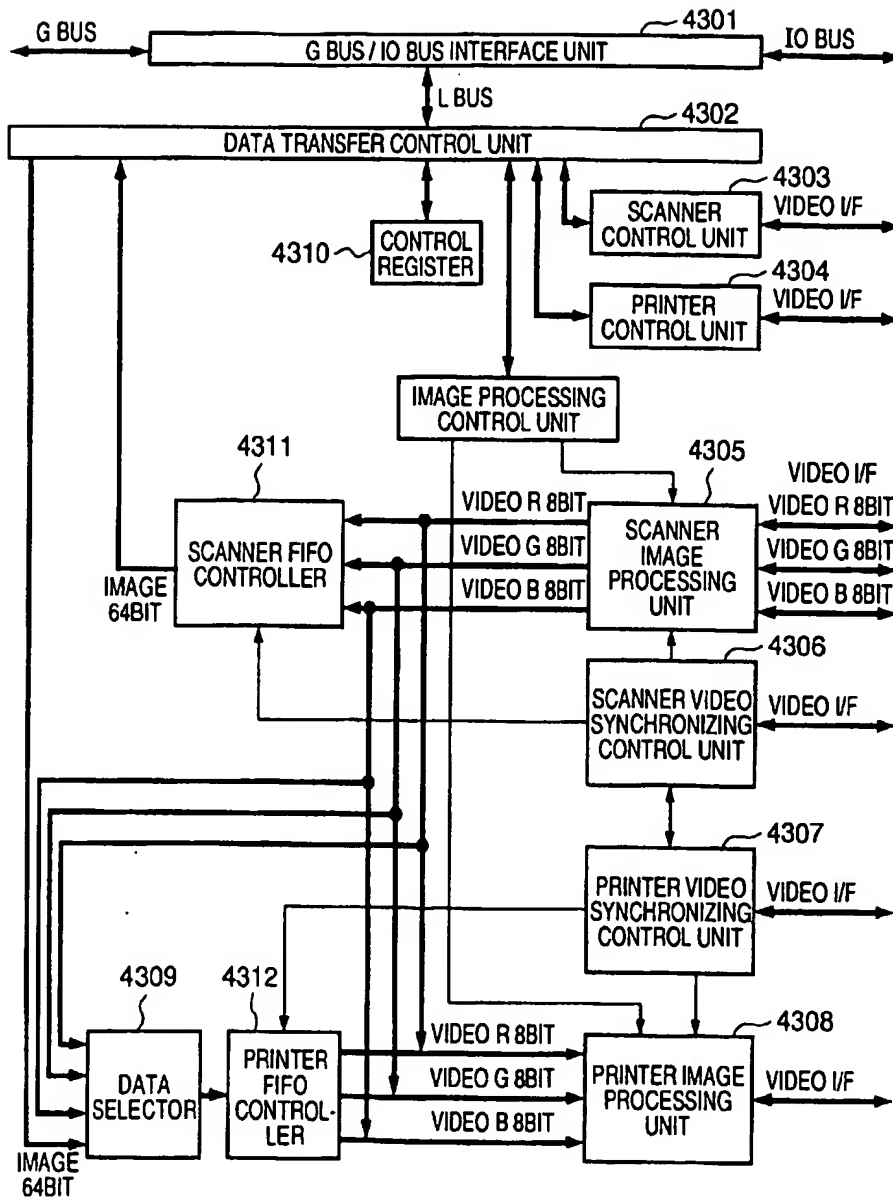 4301
G BUS
G BUS / IO BUS INTERFACE UNIT
IO BUS
L BUS
4302
DATA TRANSFER CONTROL UNIT
4303
SCANNER
CONTROL UNIT
VIDEO I/F
4310
CONTROL
REGISTER
4304
PRINTER
CONTROL UNIT
VIDEO I/F
IMAGE PROCESSING
CONTROL UNIT
4311
SCANNER FIFO
CONTROLLER
IMAGE
64BIT
VIDEO R 8BIT
VIDEO G 8BIT
VIDEO B 8BIT
4305
SCANNER
IMAGE
PROCESSING
UNIT
VIDEO I/F
VIDEO R 8BIT
VIDEO G 8BIT
VIDEO B 8BIT
4306
SCANNER VIDEO
SYNCHRONIZING
CONTROL UNIT
VIDEO I/F
4307
PRINTER VIDEO
SYNCHRONIZING
CONTROL UNIT
VIDEO I/F
4309
DATA
SELECTOR
IMAGE
64BIT
4312
PRINTER
FIFO
CONTROL-
LER
VIDEO R 8BIT
VIDEO G 8BIT
VIDEO B 8BIT
4308
PRINTER IMAGE
PROCESSING
UNIT
VIDEO I/F